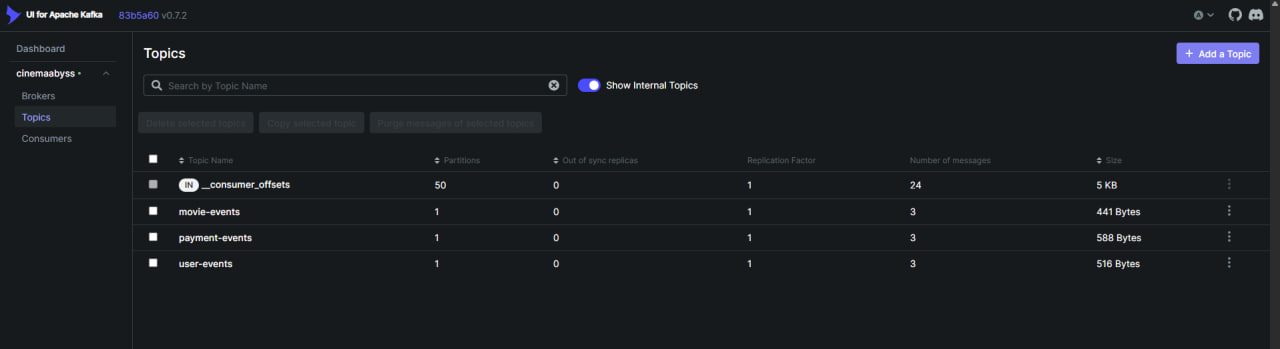 UI for Apache Kafka 83b5a60 v0.7.2 A
Dashboard
cinemaabyss
Brokers
Topics
Consumers
Topics
Add a Topic
Search by Topic Name
Show Internal Topics
Delete selected topics Copy selected topic Purge messages of selected topics
Topic Name Partitions Out of sync replicas Replication Factor Number of messages Size
IN __consumer_offsets 50 0 1 24 5 KB
movie-events 1 0 1 3 441 Bytes
payment-events 1 0 1 3 588 Bytes
user-events 1 0 1 3 516 Bytes